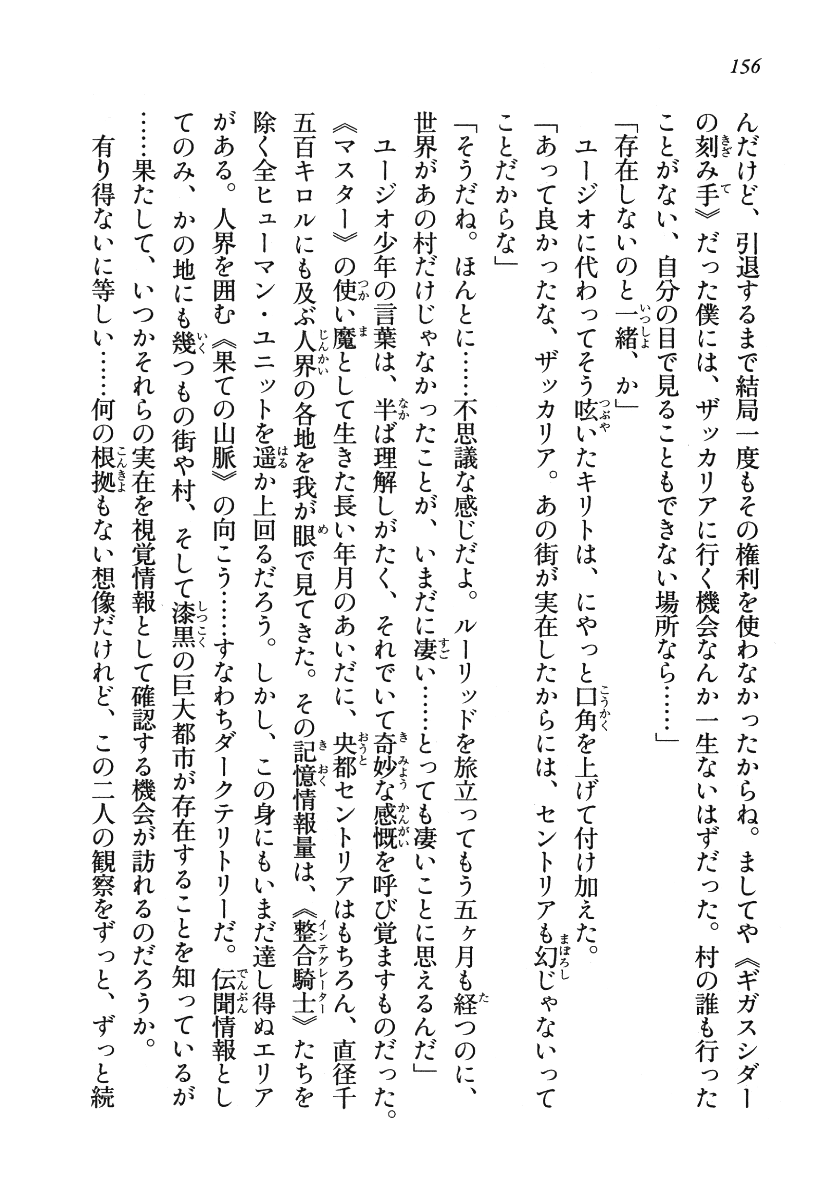 156
んだけど、引退するまで結局一度もその権利を使わなかったからね。ましてや《ギガスシダー
の刻み手》だった僕には、ザッカリアに行く機会なんか一生ないはずだった。村の誰も行った
ことがない、自分の目で見ることもできない場所なら……」
「存在しないのと一緒、か」
ユージオに代わってそう呟いたキリトは、にやっと口角を上げて付け加えた。
「あって良かったな、ザッカリア。あの街が実在したからには、セントリアも幻じゃないって
ことだからな」
「そうだね。ほんとに……不思議な感じだよ。ルーリッドを旅立ってもう五ヶ月も経つのに、
世界があの村だけじゃなかったことが、いまだに凄い……とっても凄いことに思えるんだ」
ユージオ少年の言葉は、半ば理解しがたく、それでいて奇妙な感慨を呼び覚ますものだった。
《マスター》の使い魔として生きた長い年月のあいだに、央都セントリアはもちろん、直径千
五百キロルにも及ぶ人界の各地を我が眼で見てきた。その記憶情報量は、《整合騎士》たちを
除く全ヒューマン・ユニットを遥か上回るだろう。しかし、この身にもいまだ達し得ぬエリア
がある。人界を囲む《果ての山脈》の向こう……すなわちダークテリトリーだ。伝聞情報とし
てのみ、かの地にも幾つもの街や村、そして漆黒の巨大都市が存在することを知っているが
……果たして、いつかそれらの実在を視覚情報として確認する機会が訪れるのだろうか。
有り得ないに等しい……何の根拠もない想像だけれど、この二人の観察をずっと、ずっと続